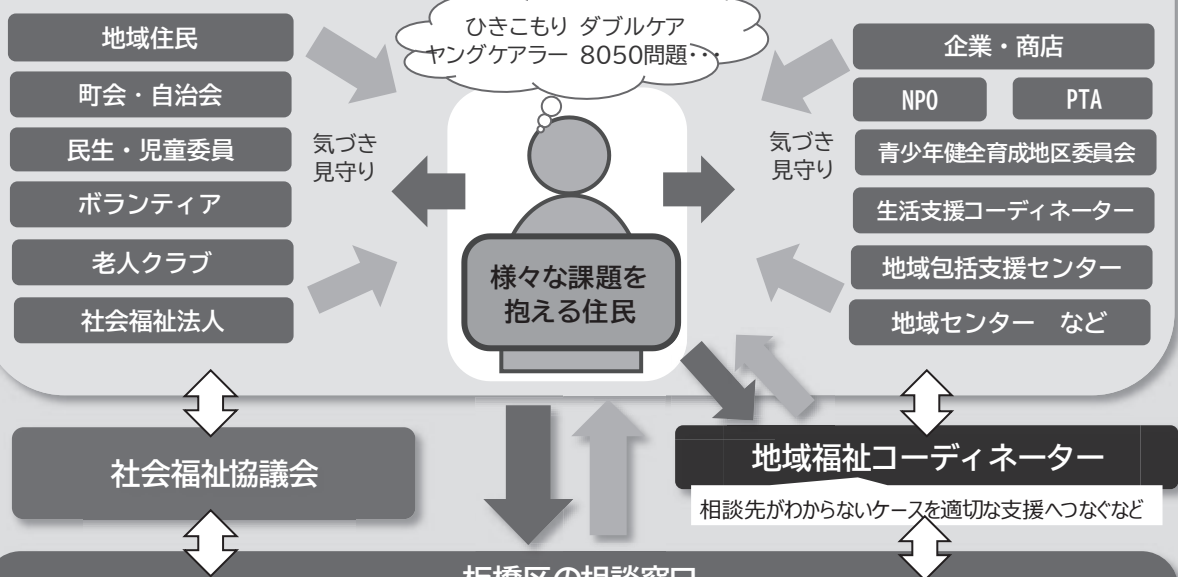 ひきこもり ダブルケア
ヤングケアラー 8050問題・・
地域住民
町会・自治会
民生・児童委員
ボランティア
老人クラブ
社会福祉法人
気づき
見守り
様々な課題を
抱える住民
気づき
見守り
企業・商店
NPO PTA
青少年健全育成地区委員会
生活支援コーディネーター
地域包括支援センター
地域センター など
社会福祉協議会
地域福祉コーディネーター
相談先がわからないケースを適切な支援へつなぐなど
板橋区の相談窓口